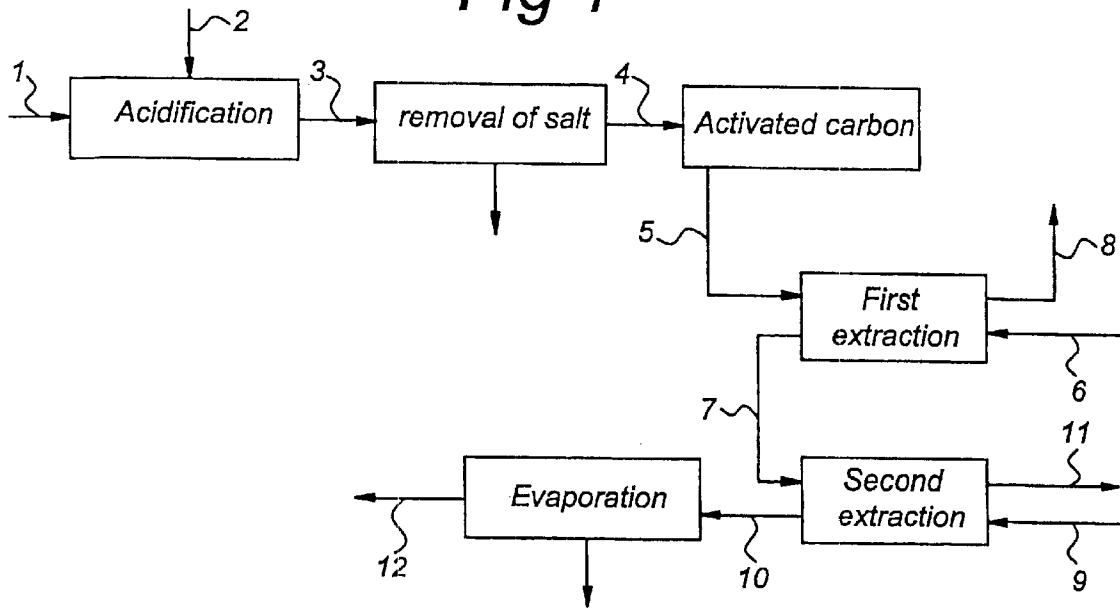 Fig 1
2
1
3
4
Acidification
removal of salt
Activated carbon
5
8
First
extraction
6
7
11
Second
extraction
Evaporation
12
10
9